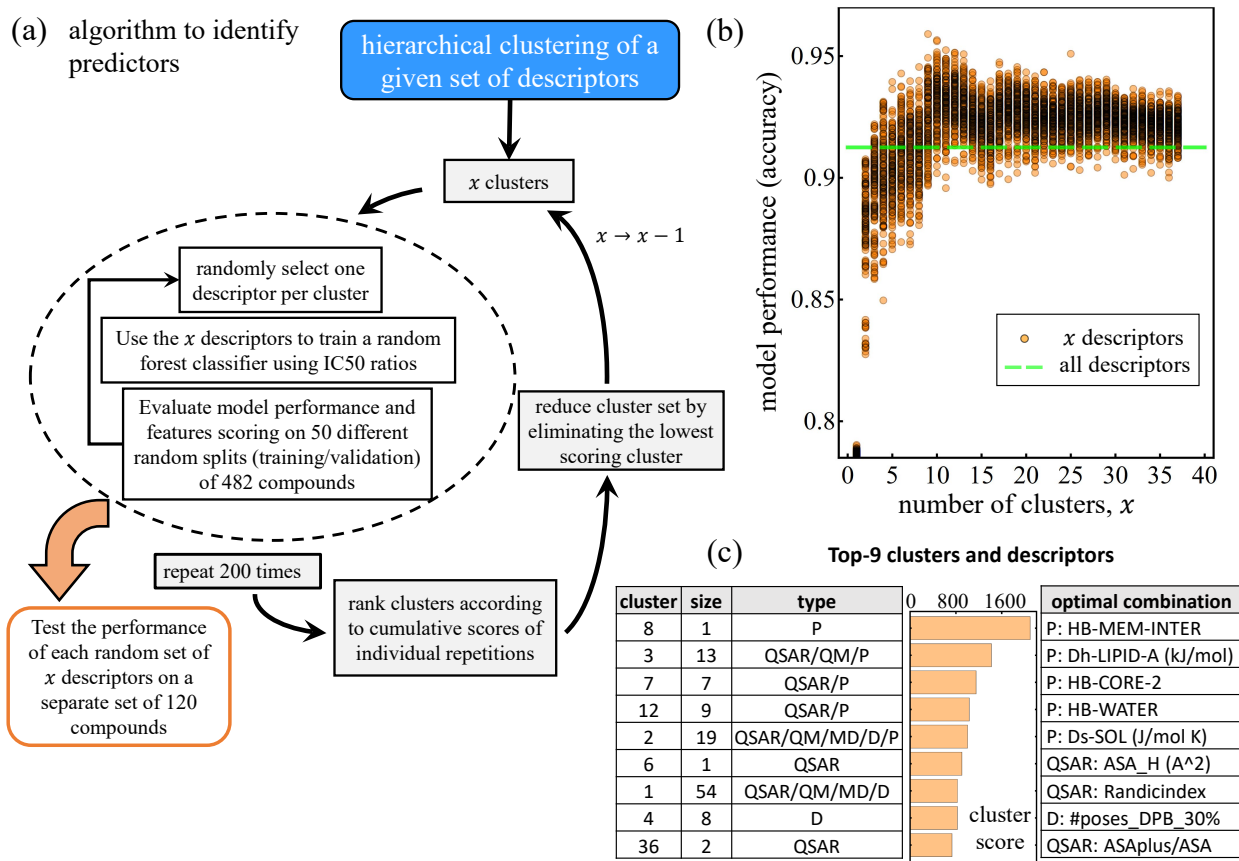 (a)
algorithm to identify
predictors
hierarchical clustering of a
given set of descriptors
x clusters
x → x − 1
randomly select one
descriptor per cluster
Use the x descriptors to train a random
forest classifier using IC50 ratios
Evaluate model performance and
features scoring on 50 different
random splits (training/validation)
of 482 compounds
reduce cluster set by
eliminating the lowest
scoring cluster
repeat 200 times
rank clusters according
to cumulative scores of
individual repetitions
Test the performance
of each random set of
x descriptors on a
separate set of 120
compounds
(b)
model performance (accuracy)
0.95
0.9
0.85
0.8
x descriptors
all descriptors
0 5 10 15 20 25 30 35 40
number of clusters, x
(c)
Top-9 clusters and descriptors
cluster size type 0 800 1600 optimal combination
8 1 P P: HB-MEM-INTER
3 13 QSAR/QM/P P: Dh-LIPID-A (kJ/mol)
7 7 QSAR/P P: HB-CORE-2
12 9 QSAR/P P: HB-WATER
2 19 QSAR/QM/MD/D/P P: Ds-SOL (J/mol K)
6 1 QSAR QSAR: ASA_H (A^2)
1 54 QSAR/QM/MD/D QSAR: Randicindex
4 8 D D: #poses_DPB_30%
36 2 QSAR QSAR: ASAplus/ASA
cluster
score